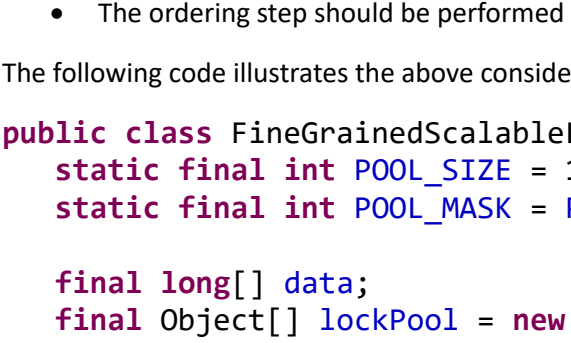 • The ordering step should be performed
The following code illustrates the above conside
public class FineGrainedScalable
static final int POOL_SIZE =
static final int POOL_MASK =
final long[] data;
final Object[] lockPool = new